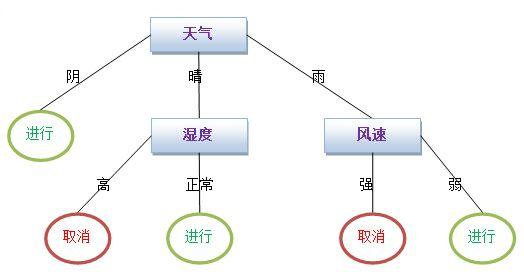 天气
阴
晴
雨
进行
湿度
风速
高
正常
强
弱
取消
进行
取消
进行